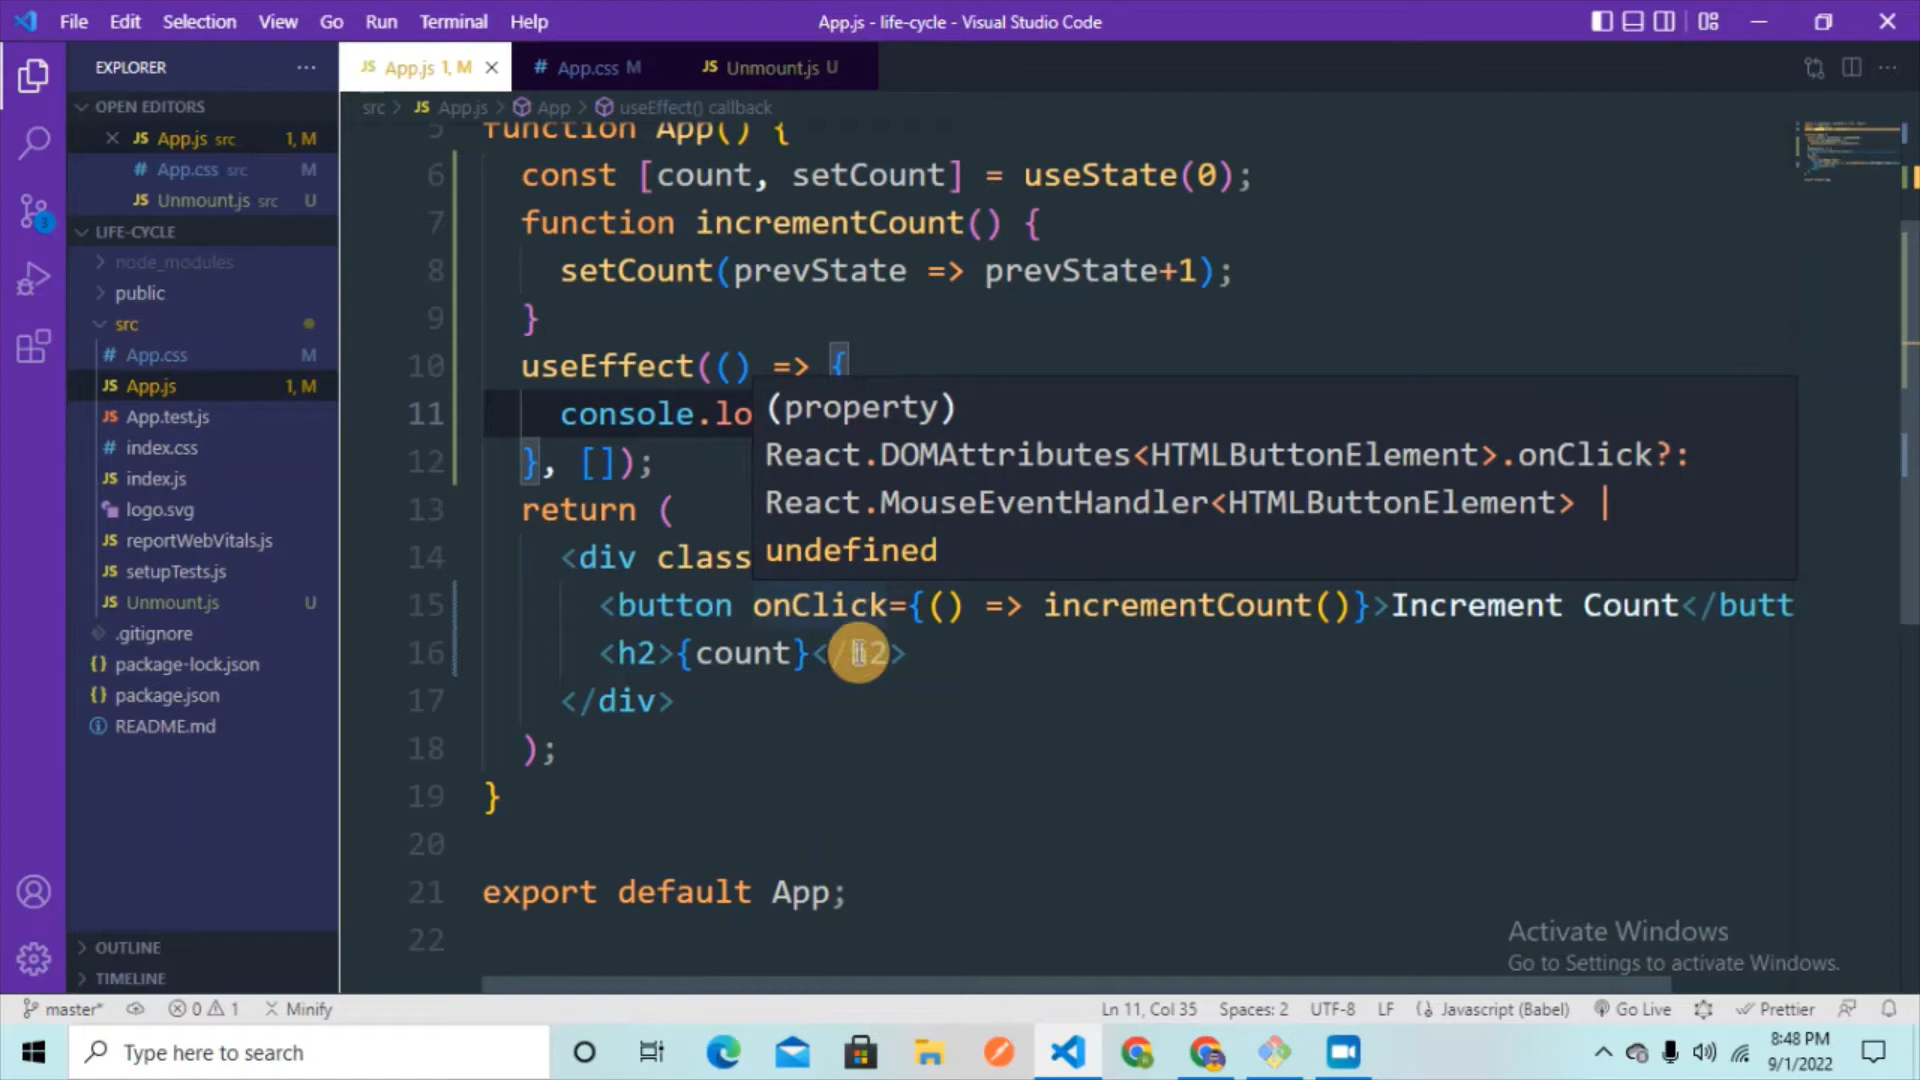 File Edit Selection View Go Run Terminal Help
App.js - life-cycle - Visual Studio Code
EXPLORER
OPEN EDITORS
App.js src 1, M
App.css src M
Unmount.js src U
LIFE-CYCLE
node_modules
public
src
App.css M
App.js 1, M
App.test.js
index.css
index.js
logo.svg
reportWebVitals.js
setupTests.js
Unmount.js U
.gitignore
package-lock.json
package.json
README.md
OUTLINE
TIMELINE
App.js 1, M
App.css M
Unmount.js U
src > App.js > App > useEffect() callback
5 function App() {
6 const [count, setCount] = useState(0);
7 function incrementCount() {
8 setCount(prevState => prevState+1);
9 }
10 useEffect(() => {
11 console.lo
12 }, []);
13 return (
14 <div class
15 <button onClick={() => incrementCount()}>Increment Count</butt
16 <h2>{count}</h2>
17 </div>
18 );
19 }
20
21 export default App;
22
(property)
React.DOMAttributes<HTMLButtonElement>.onClick?:
React.MouseEventHandler<HTMLButtonElement> |
undefined
Activate Windows
Go to Settings to activate Windows.
3
master* 0 1 Minify
Ln 11, Col 35 Spaces: 2 UTF-8 LF Javascript (Babel) Go Live Prettier
Type here to search
8:48 PM
9/1/2022